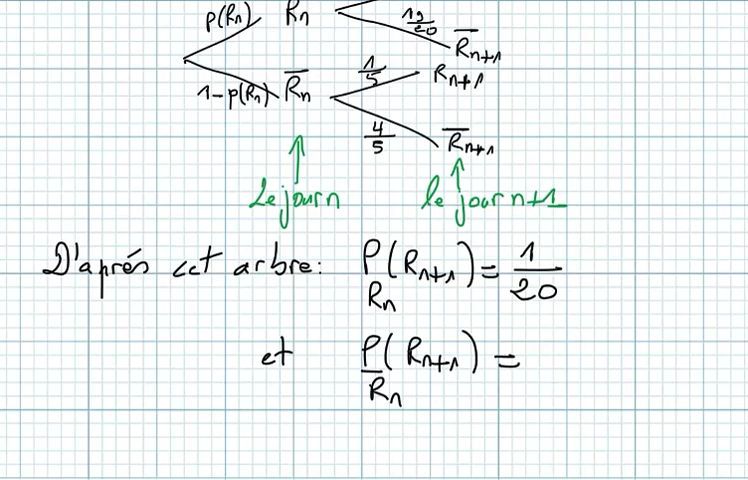 p(Rn) Rn 19/20 R̅n+1
1-p(Rn) R̅n 1/5 Rn+1
4/5 R̅n+1
Le jour n le jour n+1
D'aprés cet arbre: P_Rn(Rn+1) = 1/20
et P_R̅n(Rn+1) =